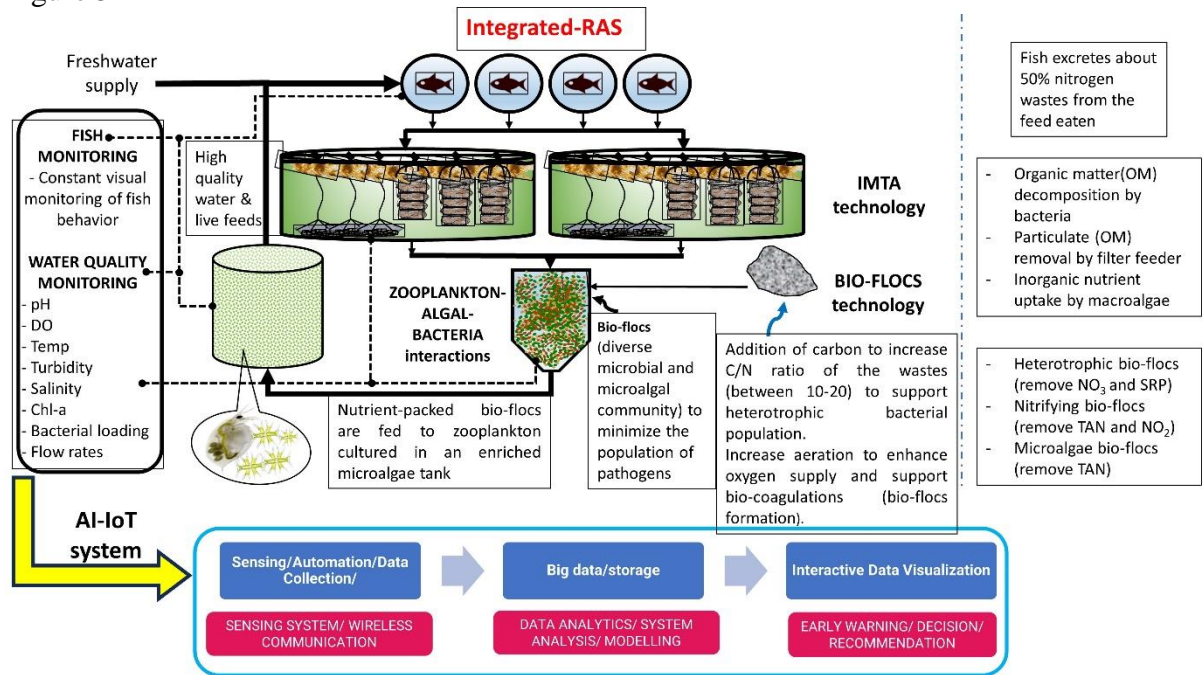 Integrated-RAS
Freshwater
supply
FISH
MONITORING
- Constant visual
monitoring of fish
behavior
WATER QUALITY
MONITORING
- pH
- DO
- Temp
- Turbidity
- Salinity
- Chl-a
- Bacterial loading
- Flow rates
High
quality
water &
live feeds
IMTA
technology
ZOOPLANKTON-
ALGAL-
BACTERIA
interactions
BIO-FLOCS
technology
Nutrient-packed bio-flocs
are fed to zooplankton
cultured in an enriched
microalgae tank
Bio-flocs
(diverse
microbial and
microalgal
community) to
minimize the
population of
pathogens
Addition of carbon to increase
C/N ratio of the wastes
(between 10-20) to support
heterotrophic bacterial
population.
Increase aeration to enhance
oxygen supply and support
bio-coagulations (bio-flocs
formation).
Fish excretes about
50% nitrogen
wastes from the
feed eaten
- Organic matter(OM)
decomposition by
bacteria
- Particulate (OM)
removal by filter feeder
- Inorganic nutrient
uptake by macroalgae
- Heterotrophic bio-flocs
(remove NO3 and SRP)
- Nitrifying bio-flocs
(remove TAN and NO2)
- Microalgae bio-flocs
(remove TAN)
AI-IoT
system
Sensing/Automation/Data
Collection/
SENSING SYSTEM/ WIRELESS
COMMUNICATION
Big data/storage
DATA ANALYTICS/ SYSTEM
ANALYSIS/ MODELLING
Interactive Data Visualization
EARLY WARNING/ DECISION/
RECOMMENDATION